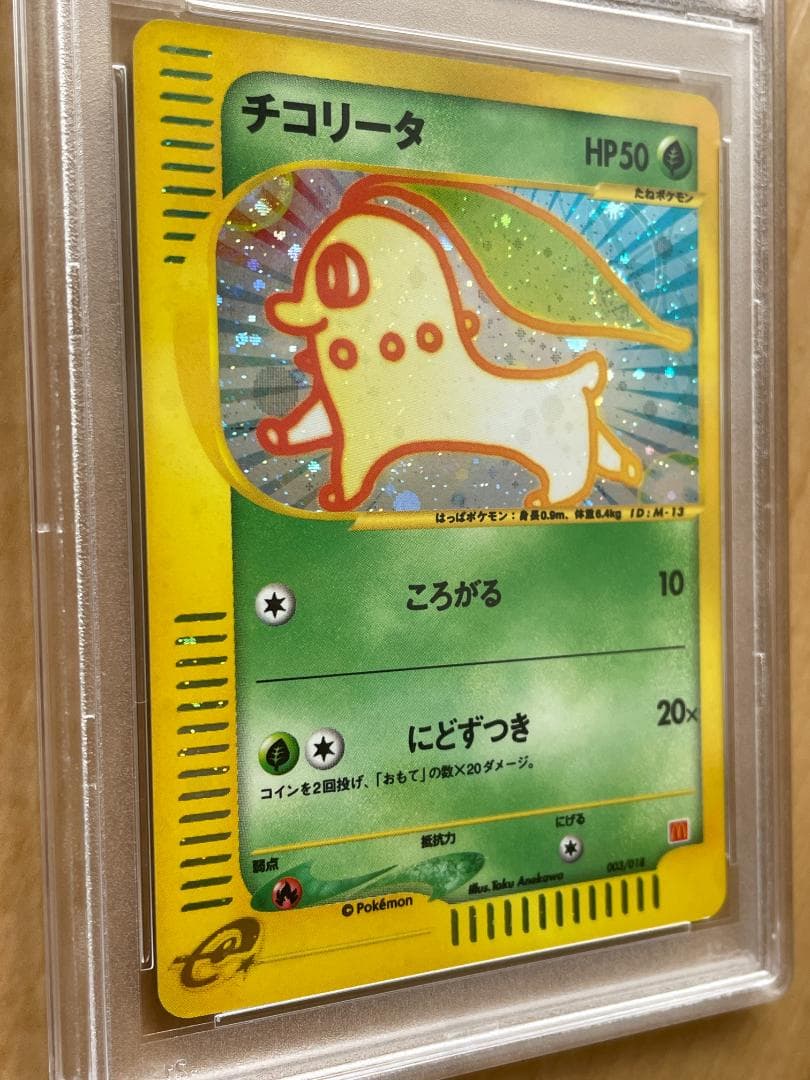 チコリータ
HP50
たねポケモン
はっぱポケモン：身長0.9m、体重6.4kg ID:M-13
ころがる 10
にどずつき 20×
コインを2回投げ、「おもて」の数×20ダメージ。
弱点 抵抗力 にげる
©Pokémon Illus.Taku Anekawa 003/018
e